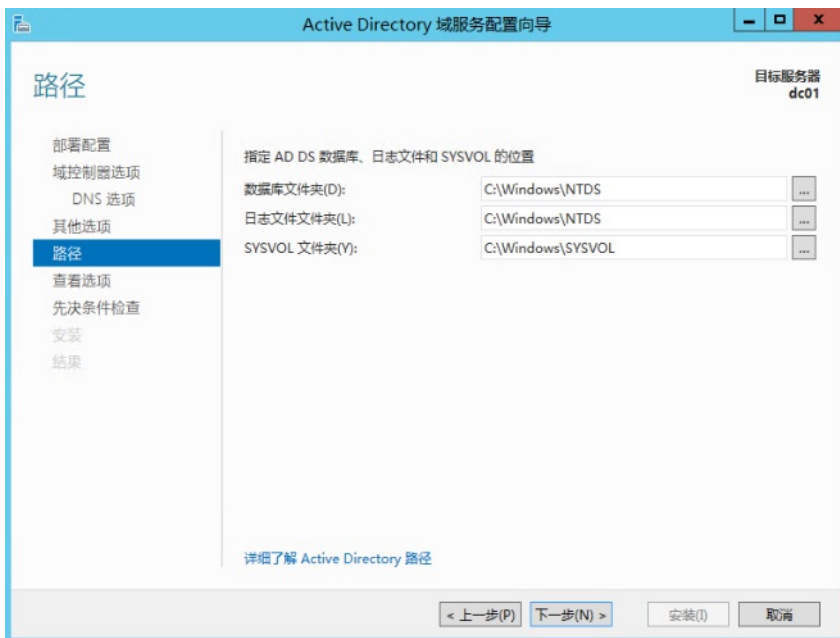 Active Directory 域服务配置向导
路径
目标服务器
dc01
部署配置
域控制器选项
DNS 选项
其他选项
路径
查看选项
先决条件检查
安装
结果
指定 AD DS 数据库、日志文件和 SYSVOL 的位置
数据库文件夹(D): C:\Windows\NTDS ...
日志文件文件夹(L): C:\Windows\NTDS ...
SYSVOL 文件夹(Y): C:\Windows\SYSVOL ...
详细了解 Active Directory 路径
< 上一步(P) 下一步(N) > 安装(I) 取消